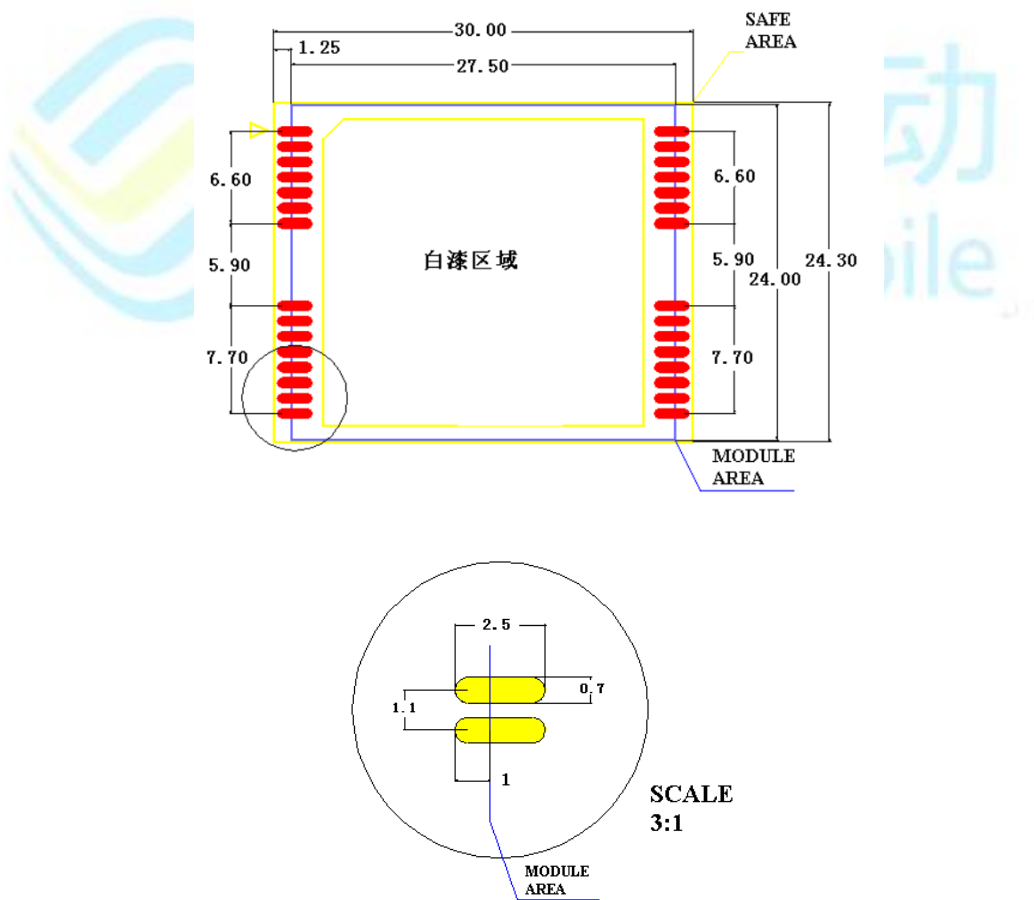 SAFE
AREA
30.00
1.25
27.50
动
6.60
6.60
白漆区域
5.90
5.90
24.00
24.30
bile
7.70
7.70
MODULE
AREA
2.5
0.7
1.1
1
SCALE
3:1
MODULE
AREA